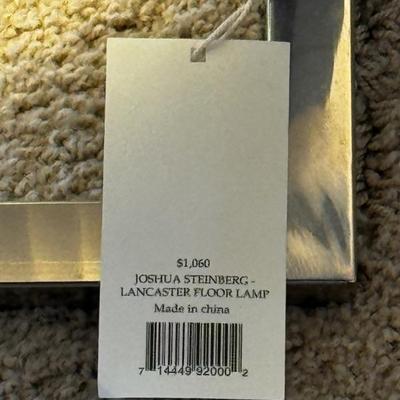 $1,060
JOSHUA STEINBERG -
LANCASTER FLOOR LAMP
Made in china
7 14449 92000 2